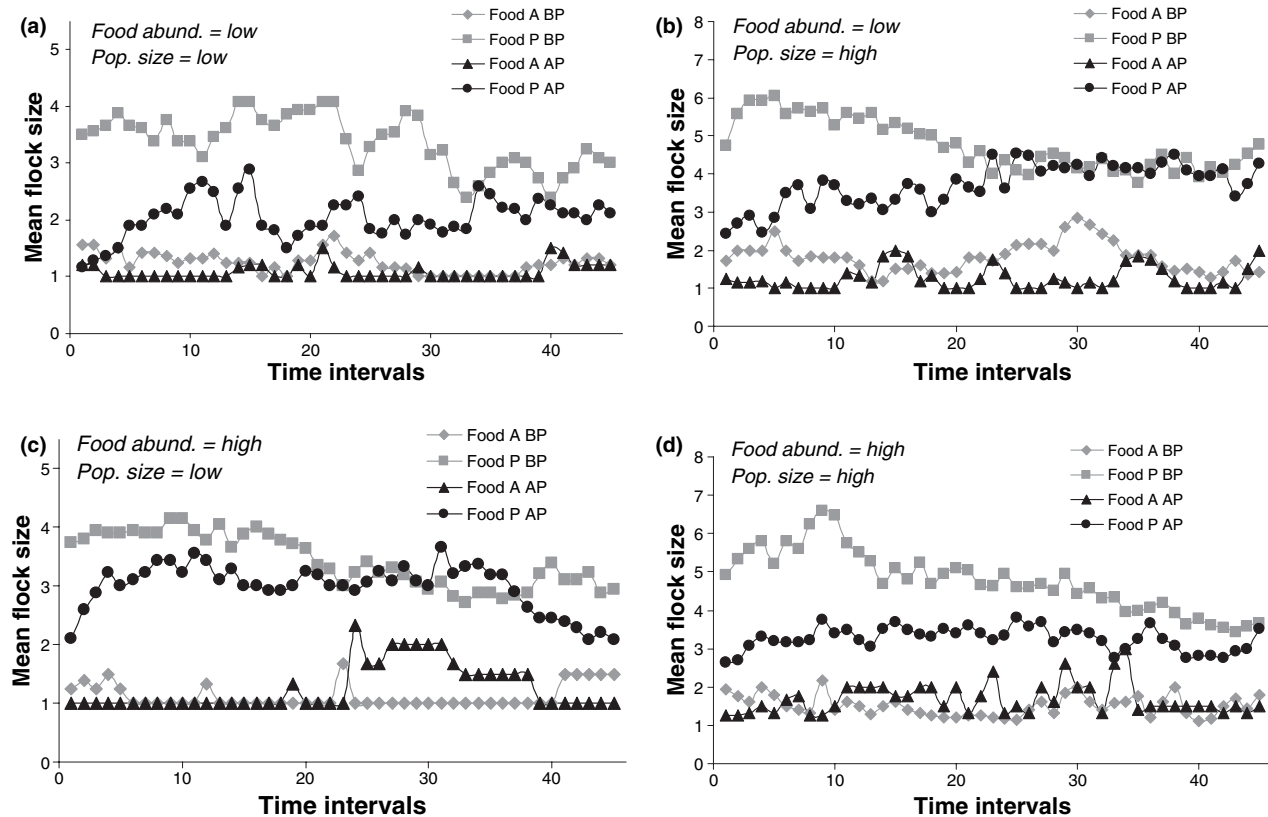 (a)
Food abund. = low
Pop. size = low
Food A BP
Food P BP
Food A AP
Food P AP
Mean flock size
5
4
3
2
1
0
0 10 20 30 40
Time intervals
(b)
Food abund. = low
Pop. size = high
Food A BP
Food P BP
Food A AP
Food P AP
Mean flock size
8
7
6
5
4
3
2
1
0
0 10 20 30 40
Time intervals
(c)
Food abund. = high
Pop. size = low
Food A BP
Food P BP
Food A AP
Food P AP
Mean flock size
5
4
3
2
1
0
0 10 20 30 40
Time intervals
(d)
Food abund. = high
Pop. size = high
Food A BP
Food P BP
Food A AP
Food P AP
Mean flock size
8
7
6
5
4
3
2
1
0
0 10 20 30 40
Time intervals